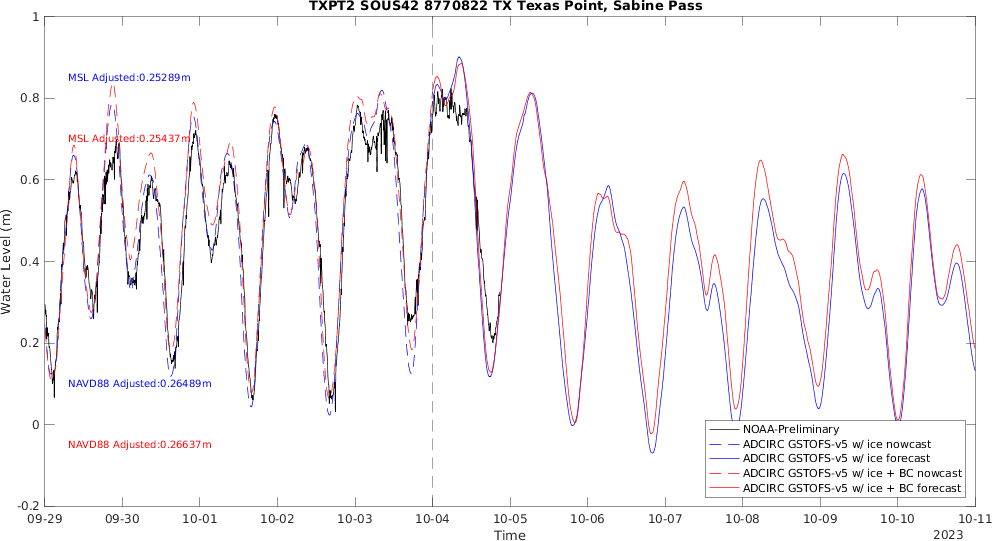 TXPT2 SOUS42 8770822 TX Texas Point, Sabine Pass
Water Level (m)
1
0.8
0.6
0.4
0.2
0
-0.2
MSL Adjusted:0.25289m
MSL Adjusted:0.25437m
NAVD88 Adjusted:0.26489m
NAVD88 Adjusted:0.26637m
NOAA-Preliminary
ADCIRC GSTOFS-v5 w/ ice nowcast
ADCIRC GSTOFS-v5 w/ ice forecast
ADCIRC GSTOFS-v5 w/ ice + BC nowcast
ADCIRC GSTOFS-v5 w/ ice + BC forecast
09-29 09-30 10-01 10-02 10-03 10-04 10-05 10-06 10-07 10-08 10-09 10-10 10-11
Time
2023